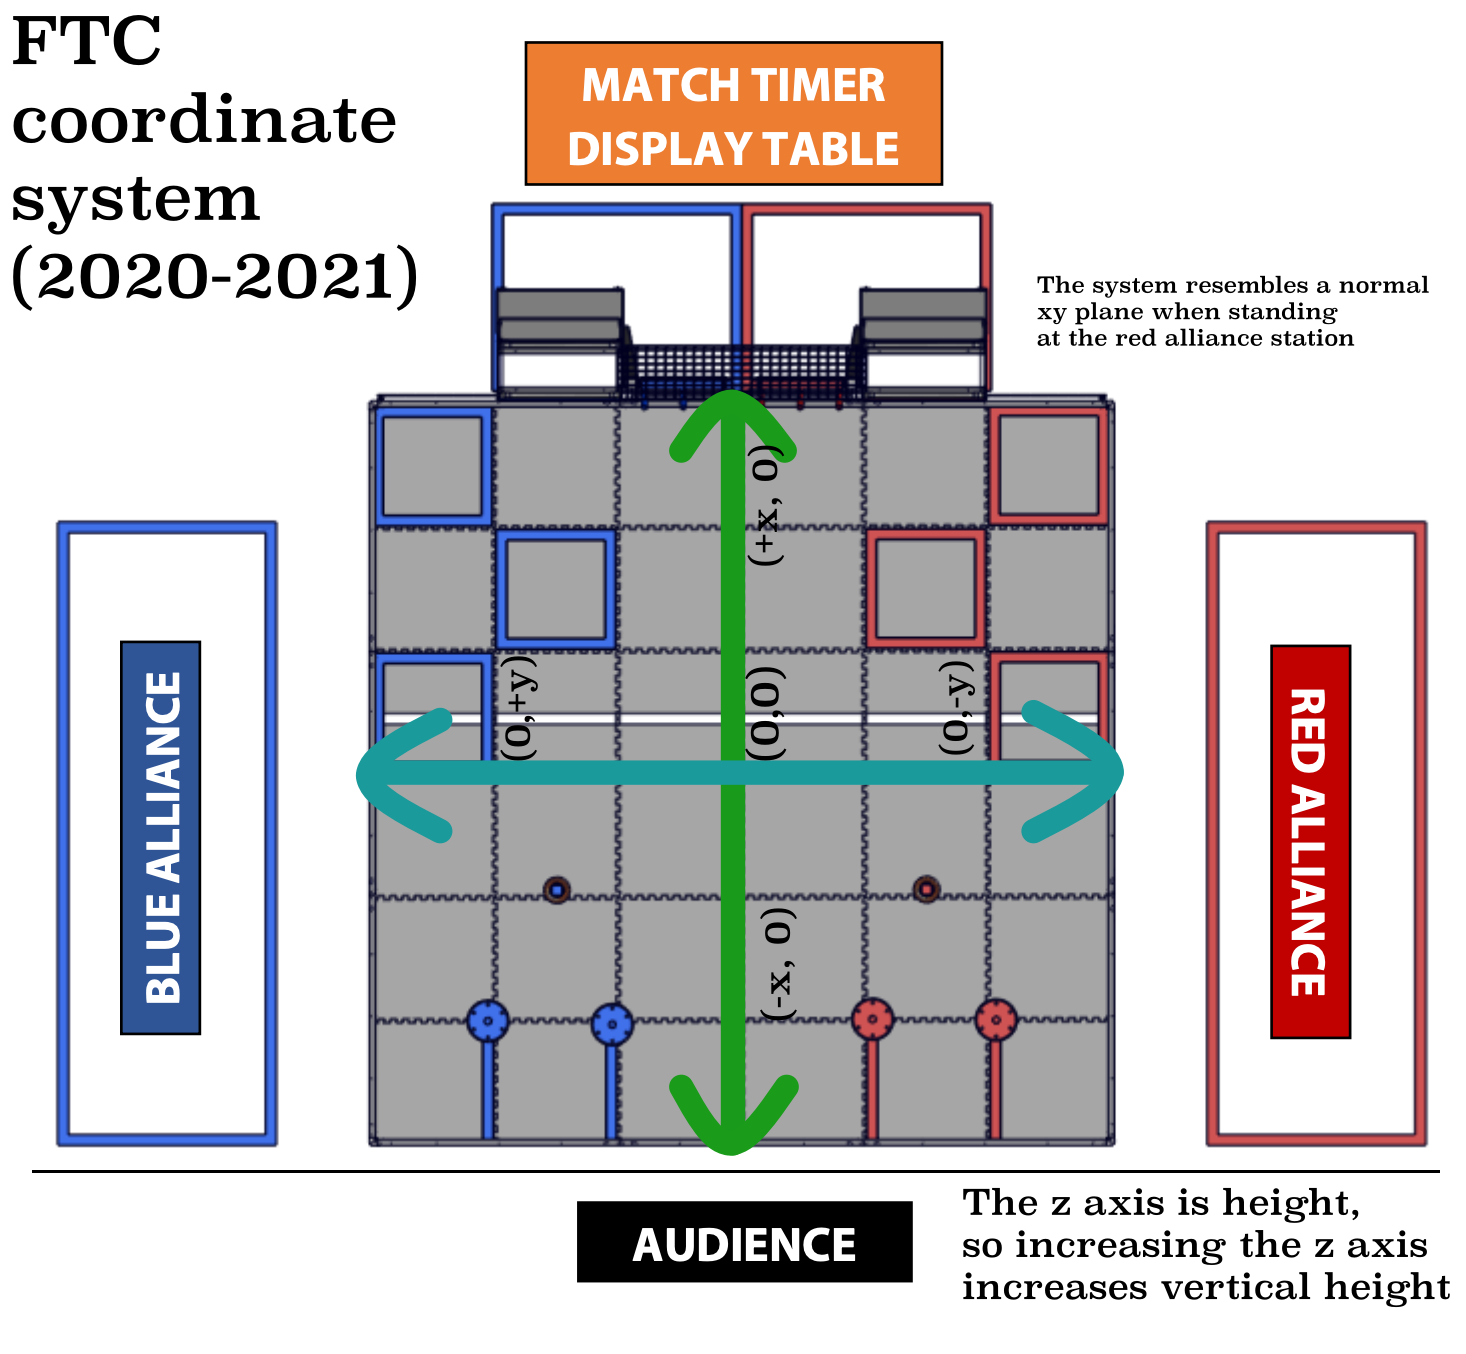 FTC
coordinate
system
(2020-2021)
MATCH TIMER
DISPLAY TABLE
The system resembles a normal
xy plane when standing
at the red alliance station
(+x, 0)
(0,+y)
(0,0)
(0,-y)
(-x, 0)
BLUE ALLIANCE
RED ALLIANCE
AUDIENCE
The z axis is height,
so increasing the z axis
increases vertical height